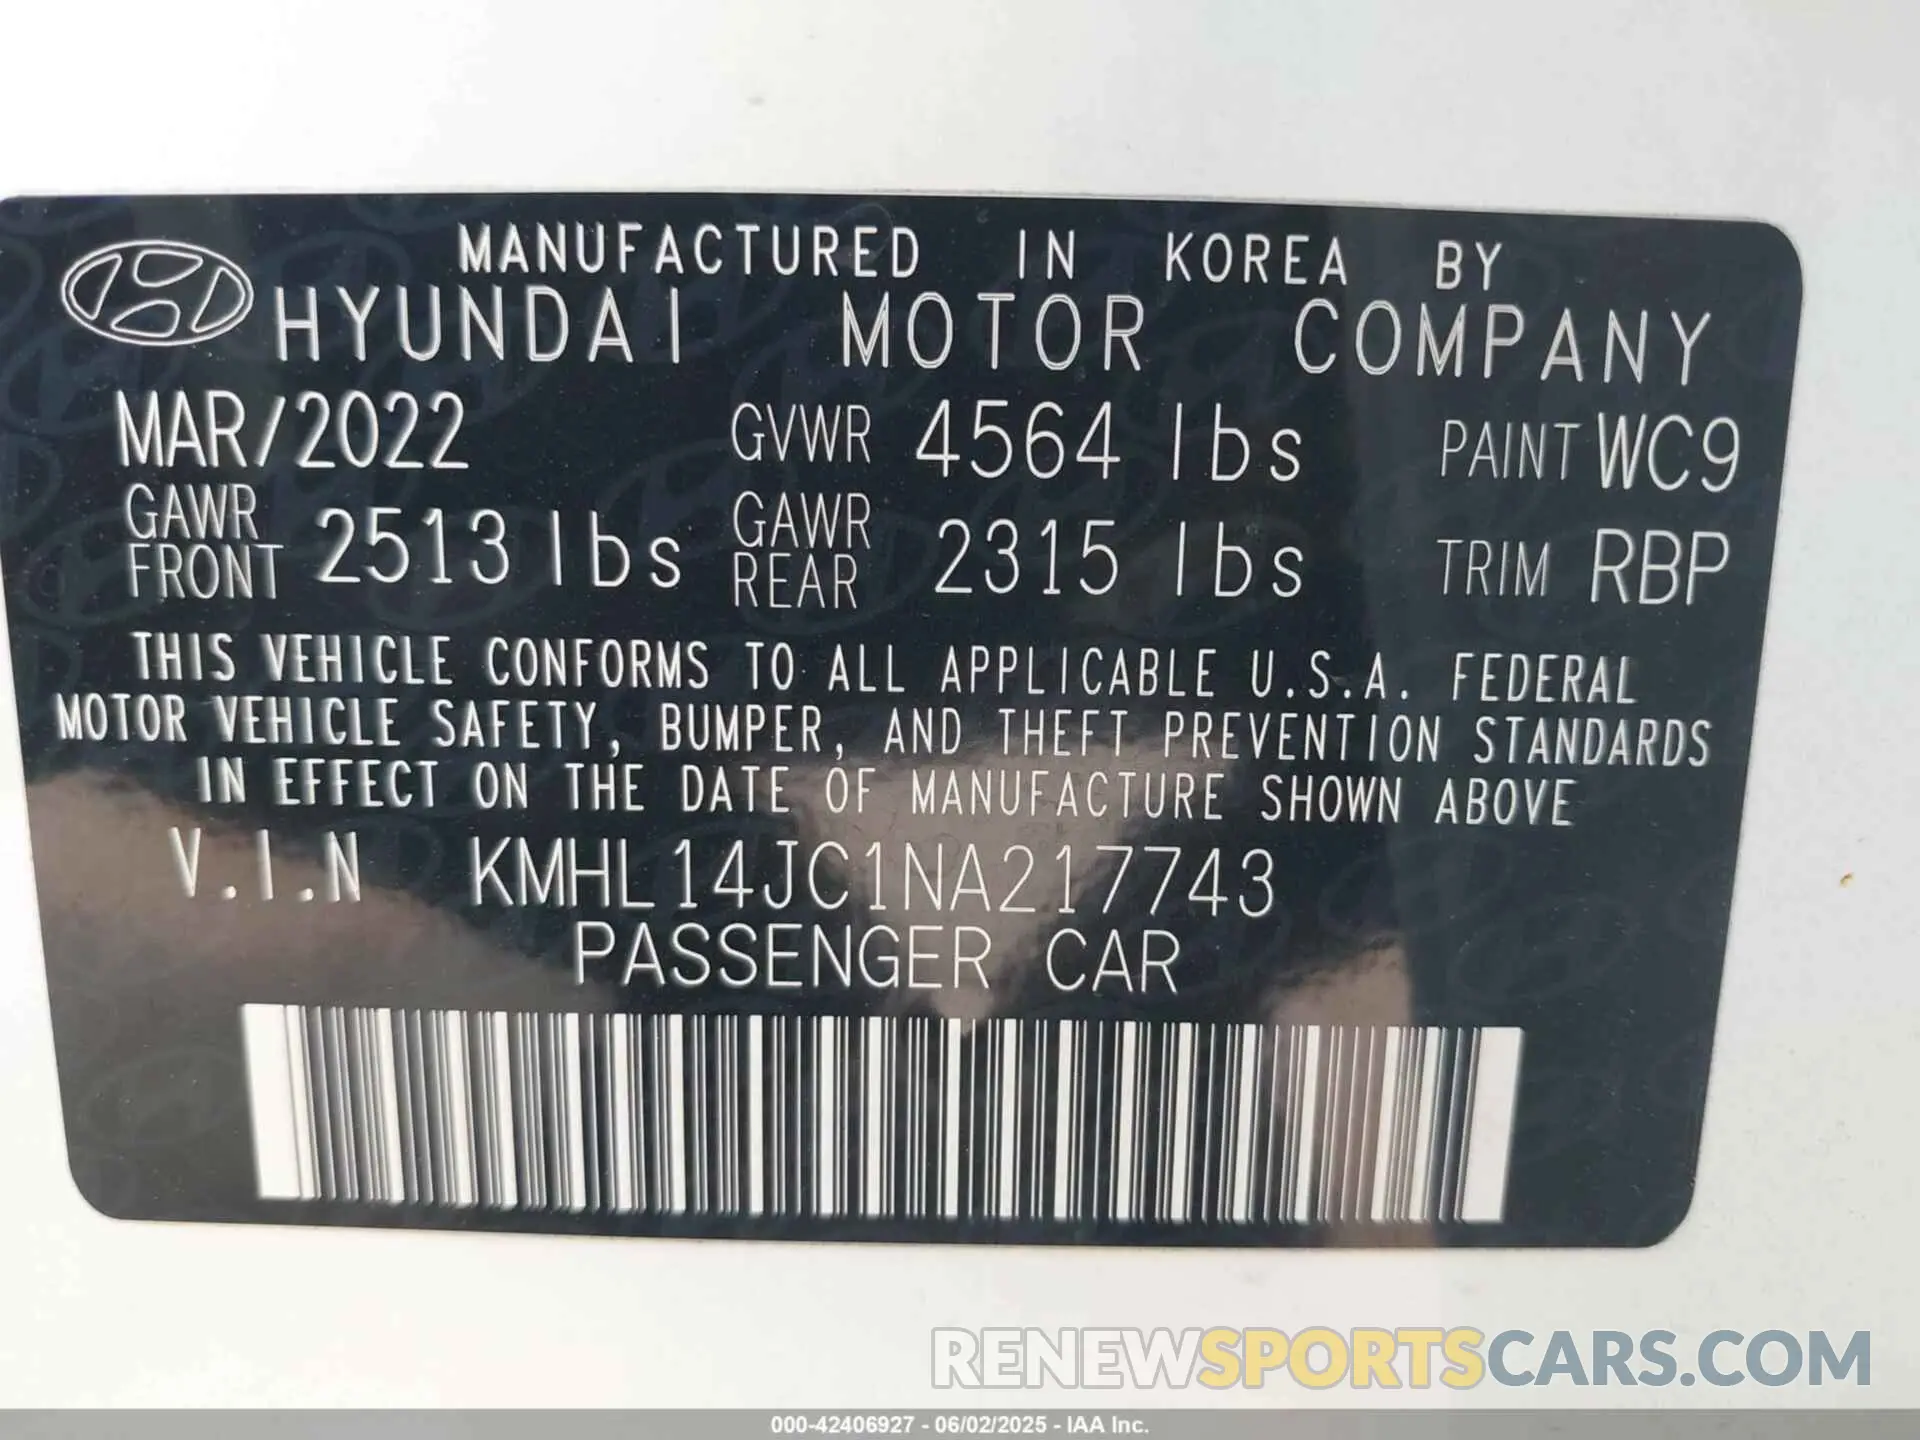 MANUFACTURED IN KOREA BY
HYUNDAI MOTOR COMPANY
MAR/2022 GVWR 4564 lbs PAINT WC9
GAWR FRONT 2513 lbs GAWR REAR 2315 lbs TRIM RBP
THIS VEHICLE CONFORMS TO ALL APPLICABLE U.S.A. FEDERAL
MOTOR VEHICLE SAFETY, BUMPER, AND THEFT PREVENTION STANDARDS
IN EFFECT ON THE DATE OF MANUFACTURE SHOWN ABOVE
V.I.N KMHL14JC1NA217743
PASSENGER CAR
RENEWSPORTSCARS.COM
000-42406927 - 06/02/2025 - IAA Inc.